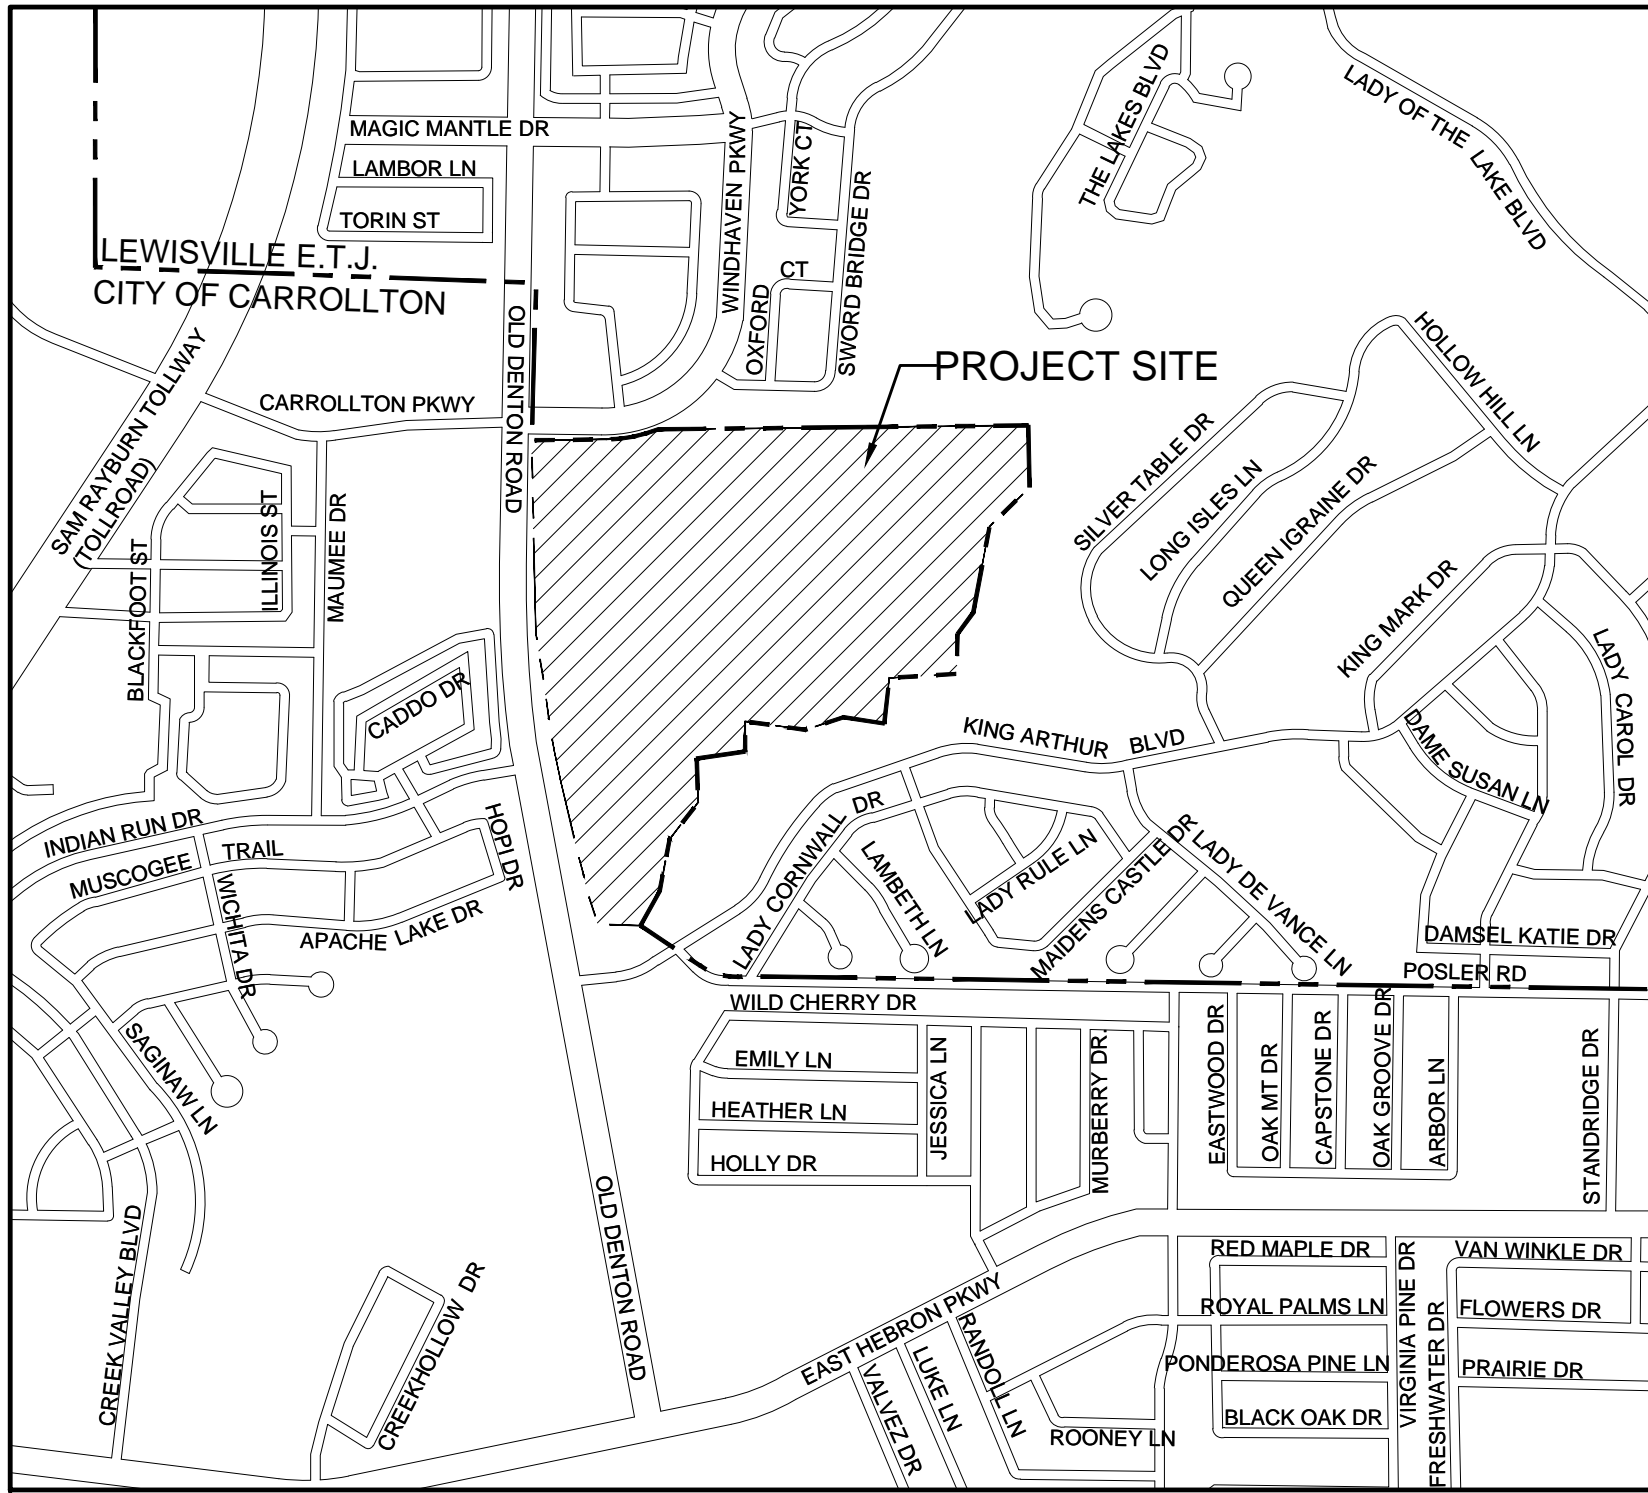 MAGIC MANTLE DR
LAMBOR LN
TORIN ST
LEWISVILLE E.T.J.
CITY OF CARROLLTON
SAM RAYBURN TOLLWAY
(TOLLROAD)
CARROLLTON PKWY
OLD DENTON ROAD
WINDHAVEN PKWY
YORK CT
OXFORD CT
SWORD BRIDGE DR
THE LAKES BLVD
LADY OF THE LAKE BLVD
PROJECT SITE
HOLLOW HILL LN
SILVER TABLE DR
LONG ISLES LN
QUEEN IGRAINE DR
KING MARK DR
LADY CAROL DR
DAME SUSAN LN
KING ARTHUR BLVD
BLACKFOOT ST
ILLINOIS ST
MAUMEE DR
CADDO DR
INDIAN RUN DR
MUSCOGEE TRAIL
HOPI DR
WICHITA DR
APACHE LAKE DR
SAGINAW LN
LADY CORNWALL DR
LAMBETH LN
LADY RULE LN
MAIDENS CASTLE DR
LADY DE VANCE LN
DAMSEL KATIE DR
POSLER RD
WILD CHERRY DR
EMILY LN
HEATHER LN
HOLLY DR
JESSICA LN
MURBERRY DR.
EASTWOOD DR
OAK MT DR
CAPSTONE DR
OAK GROOVE DR
ARBOR LN
STANDRIDGE DR
CREEK VALLEY BLVD
CREEKHOLLOW DR
OLD DENTON ROAD
EAST HEBRON PKWY
VALVEZ DR
LUKE LN
RANDOLL LN
ROONEY LN
RED MAPLE DR
ROYAL PALMS LN
PONDEROSA PINE LN
BLACK OAK DR
VIRGINIA PINE DR
FRESHWATER DR
VAN WINKLE DR
FLOWERS DR
PRAIRIE DR